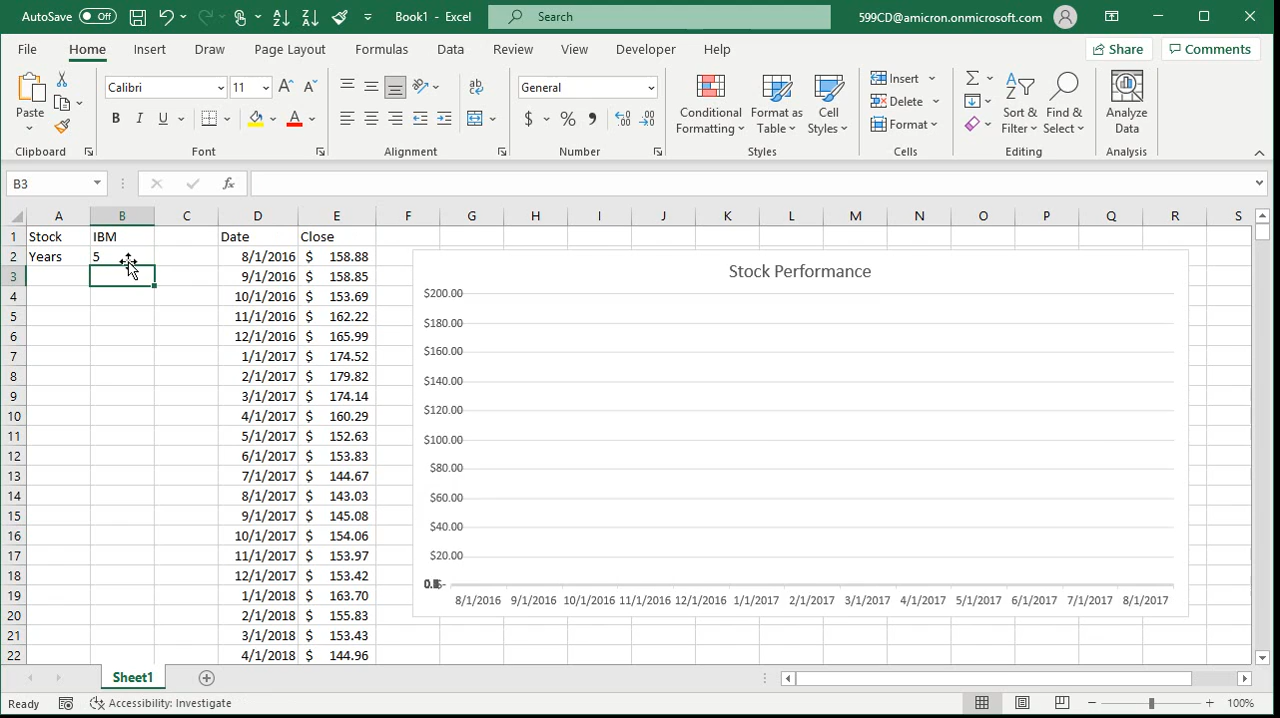 AutoSave Off Book1 - Excel Search 599CD@amicron.onmicrosoft.com
File Home Insert Draw Page Layout Formulas Data Review View Developer Help Share Comments
Paste Calibri 11 General Conditional Formatting Format as Table Cell Styles Insert Delete Format Sort & Filter Find & Select Analyze Data
Clipboard Font Alignment Number Styles Cells Editing Analysis
B3 fx
A B C D E F G H I J K L M N O P Q R S
1 Stock IBM Date Close
2 Years 5 8/1/2016 $ 158.88
3 9/1/2016 $ 158.85
4 10/1/2016 $ 153.69
5 11/1/2016 $ 162.22
6 12/1/2016 $ 165.99
7 1/1/2017 $ 174.52
8 2/1/2017 $ 179.82
9 3/1/2017 $ 174.14
10 4/1/2017 $ 160.29
11 5/1/2017 $ 152.63
12 6/1/2017 $ 153.83
13 7/1/2017 $ 144.67
14 8/1/2017 $ 143.03
15 9/1/2017 $ 145.08
16 10/1/2017 $ 154.06
17 11/1/2017 $ 153.97
18 12/1/2017 $ 153.42
19 1/1/2018 $ 163.70
20 2/1/2018 $ 155.83
21 3/1/2018 $ 153.43
22 4/1/2018 $ 144.96
Stock Performance
$200.00
$180.00
$160.00
$140.00
$120.00
$100.00
$80.00
$60.00
$40.00
$20.00
8/1/2016 9/1/2016 10/1/2016 11/1/2016 12/1/2016 1/1/2017 2/1/2017 3/1/2017 4/1/2017 5/1/2017 6/1/2017 7/1/2017 8/1/2017
Sheet1
Ready Accessibility: Investigate 100%